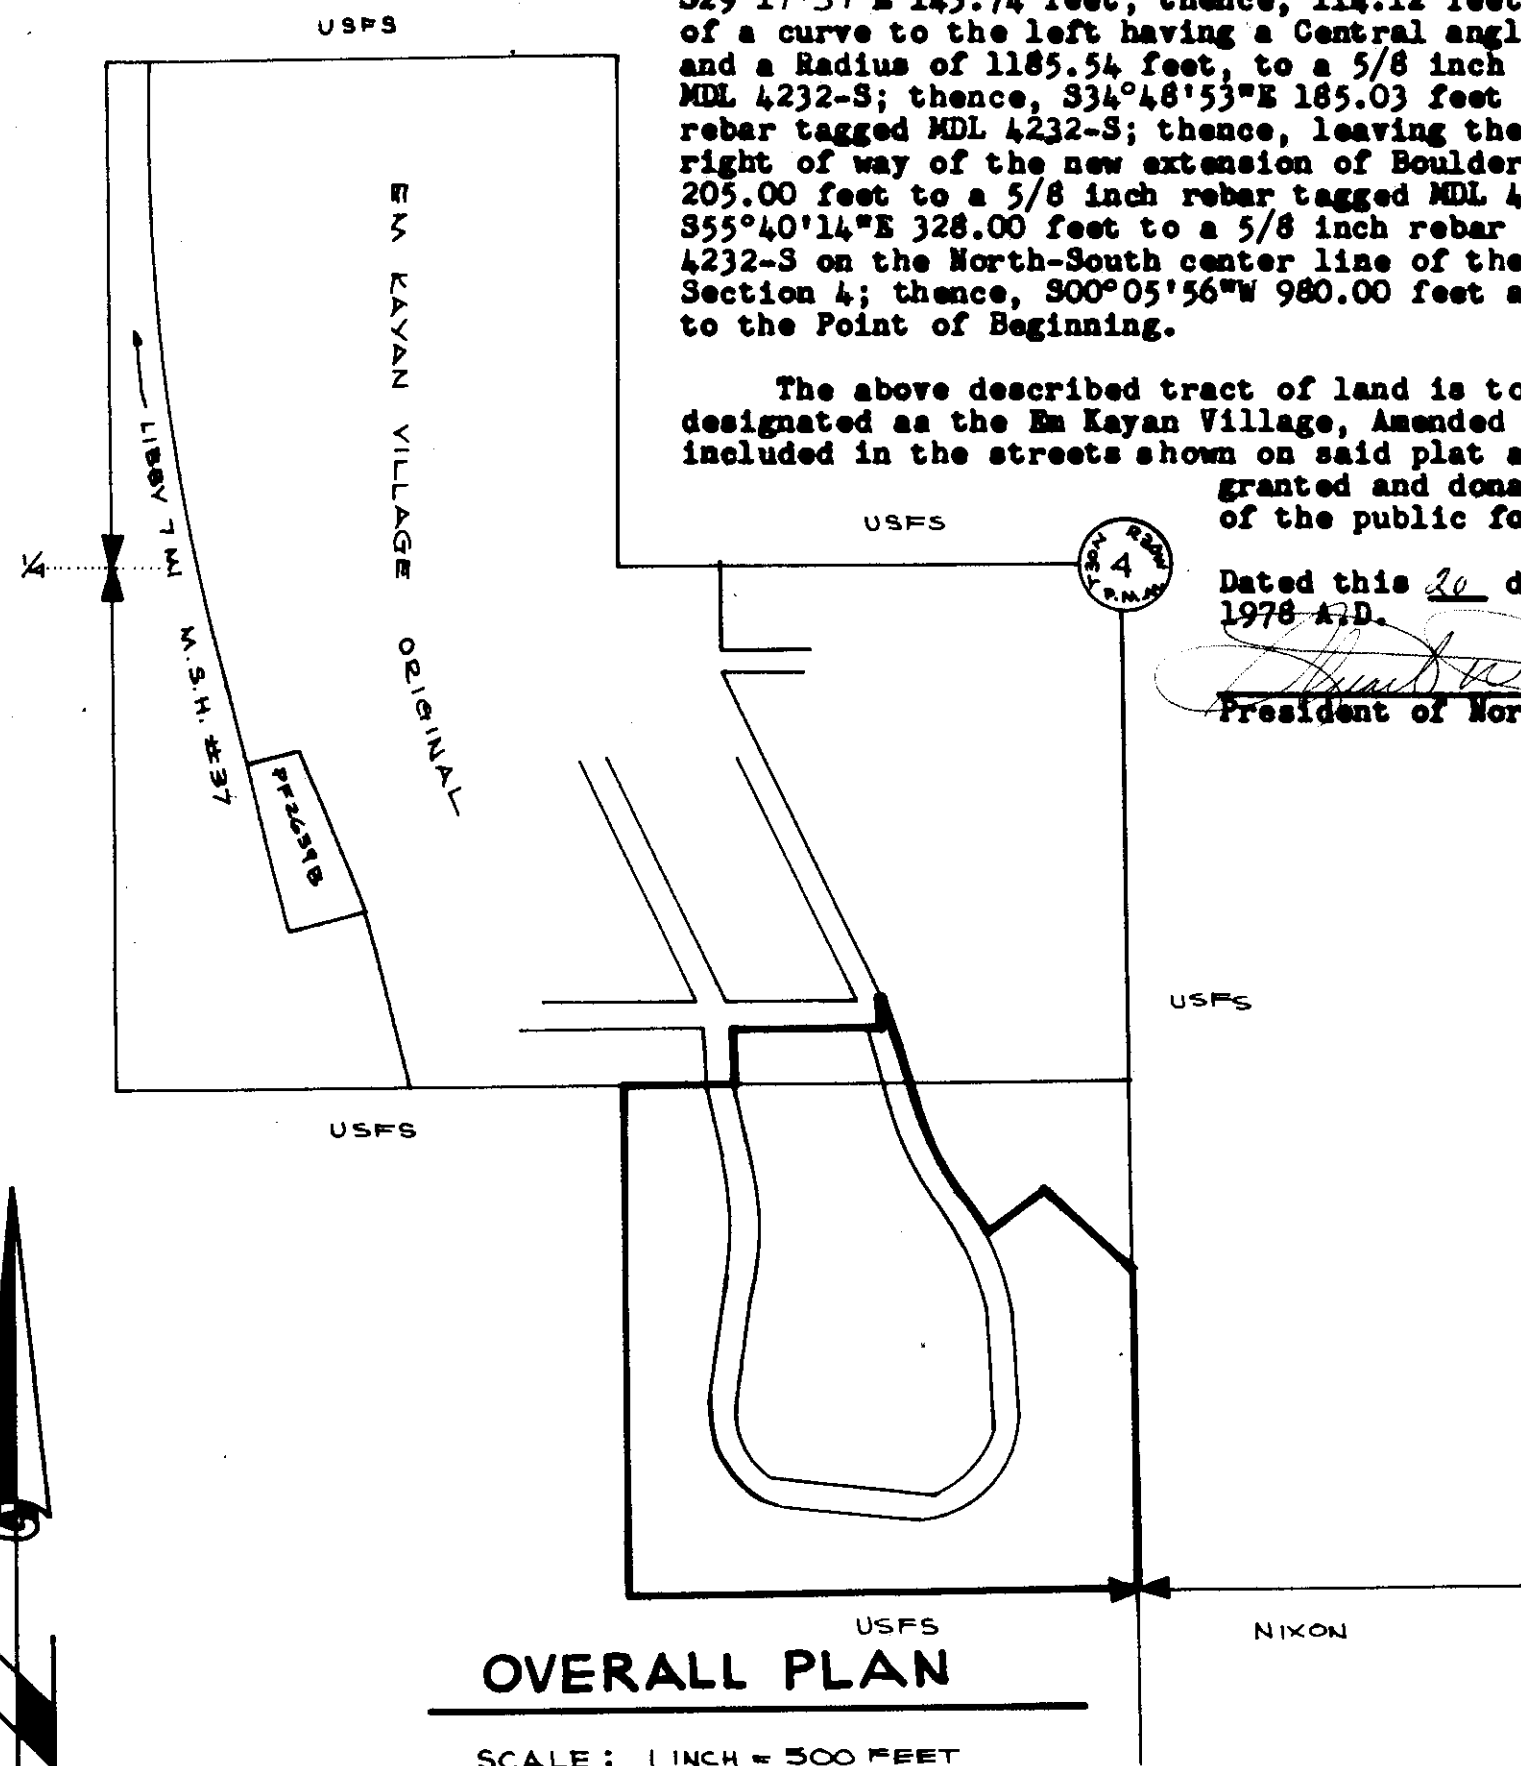 S29°17'37"E 145.74 feet; thence, 114.12 feet
of a curve to the left having a Central angl
and a Radius of 1185.54 feet, to a 5/8 inch
MDL 4232-S; thence, S34°48'53"E 185.03 feet
rebar tagged MDL 4232-S; thence, leaving the
right of way of the new extension of Boulder
205.00 feet to a 5/8 inch rebar tagged MDL 4
S55°40'14"E 328.00 feet to a 5/8 inch rebar
4232-S on the North-South center line of the
Section 4; thence, S00°05'56"W 980.00 feet a
to the Point of Beginning.
The above described tract of land is to
designated as the Em Kayan Village, Amended
included in the streets shown on said plat a
granted and dona
of the public fo
Dated this 20 d
1978 A.D.
President of Nor
USFS
EM KAYAN VILLAGE ORIGINAL
LIBBY 7 MI M.S.H. #37
1/4
PF2639B
USFS
T30N R30W
4
P.M.M.
USFS
USFS
USFS
NIXON
OVERALL PLAN
SCALE: 1 INCH = 500 FEET